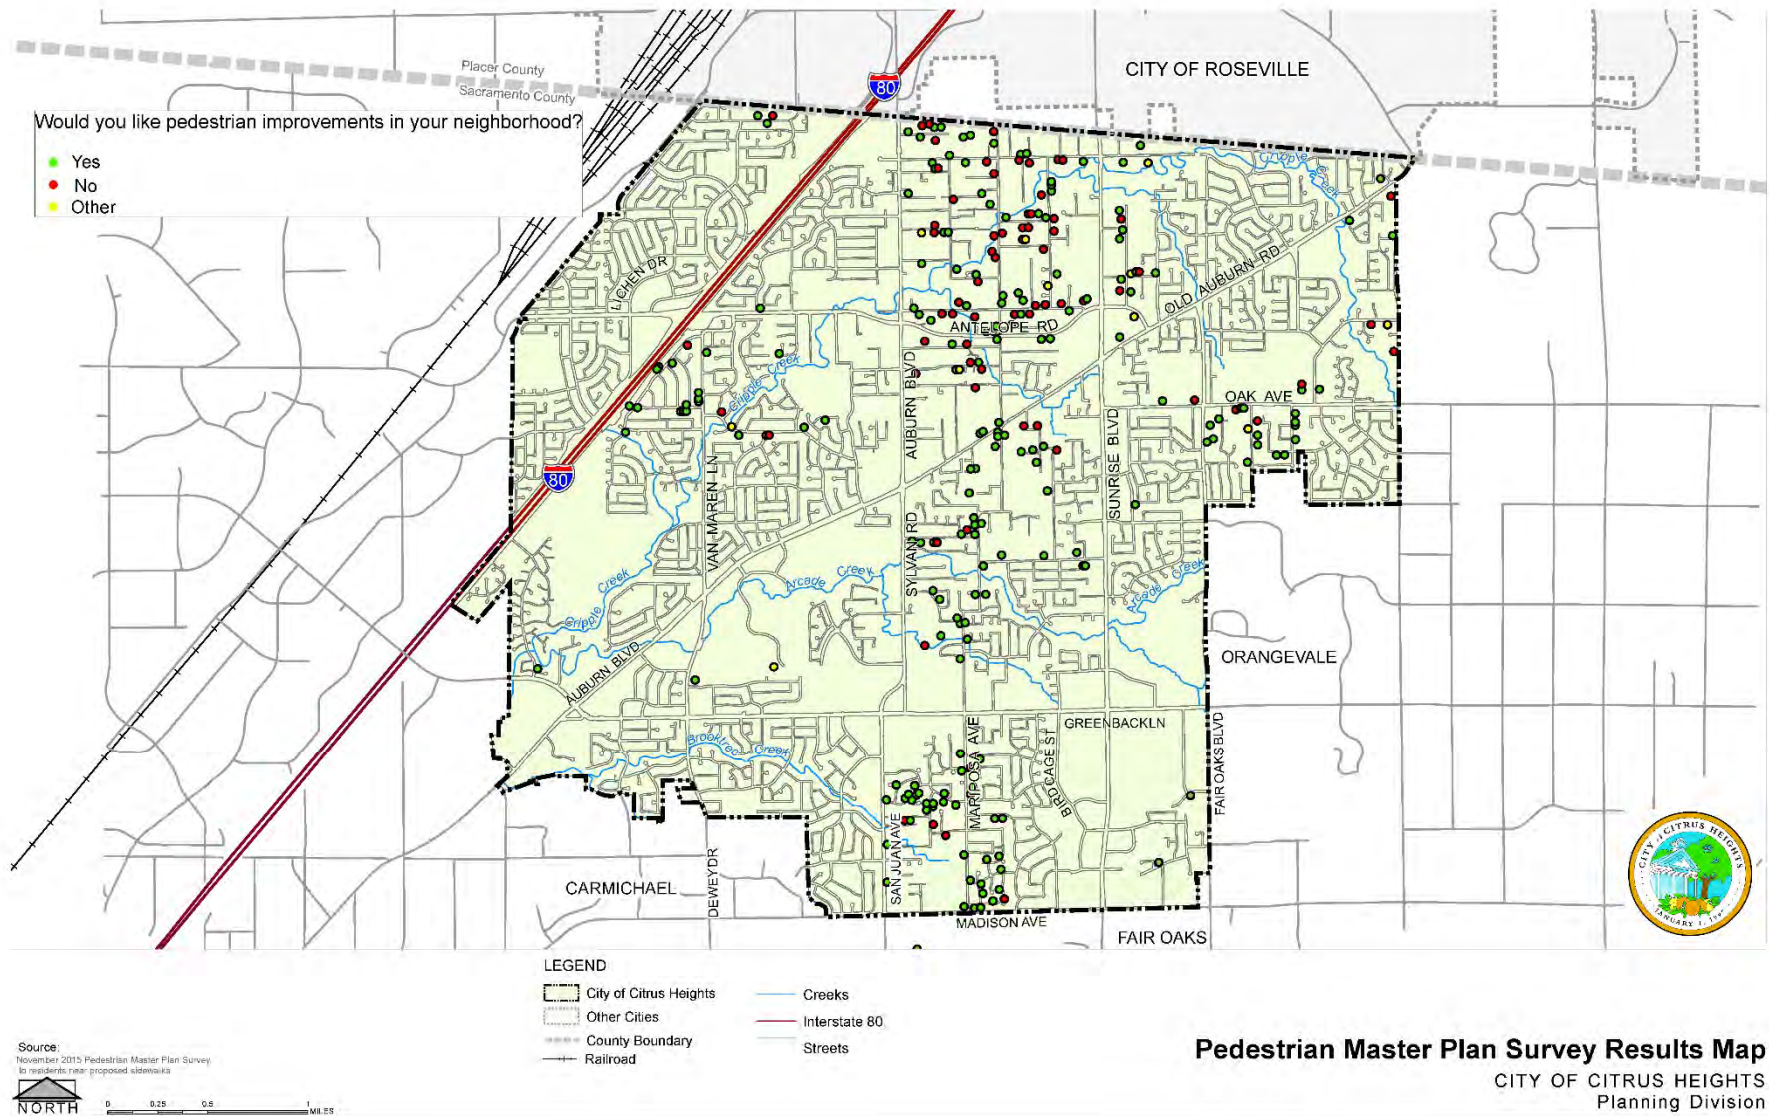 CITY OF ROSEVILLE
Placer County
Sacramento County
80
Would you like pedestrian improvements in your neighborhood?
Yes
No
Other
Cripple Creek
LICHEN DR
OLD AUBURN RD
ANTELOPE RD
Cripple Creek
AUBURN BLVD
OAK AVE
SUNRISE BLVD
80
VAN MAREN LN
SYLVAN RD
Cripple Creek
Arcade Creek
Arcade Creek
AUBURN BLVD
ORANGEVALE
GREENBACK LN
MARIPOSA AVE
BIRDCAGE ST
FAIR OAKS BLVD
Brooktree Creek
SAN JUAN AVE
CITY OF CITRUS HEIGHTS
JANUARY 1, 1997
CARMICHAEL
DEWEY DR
MADISON AVE
FAIR OAKS
LEGEND
City of Citrus Heights
Other Cities
County Boundary
Railroad
Creeks
Interstate 80
Streets
Source:
November 2015 Pedestrian Master Plan Survey
to residents near proposed sidewalks
NORTH
0 0.25 0.5 1
MILES
Pedestrian Master Plan Survey Results Map
CITY OF CITRUS HEIGHTS
Planning Division